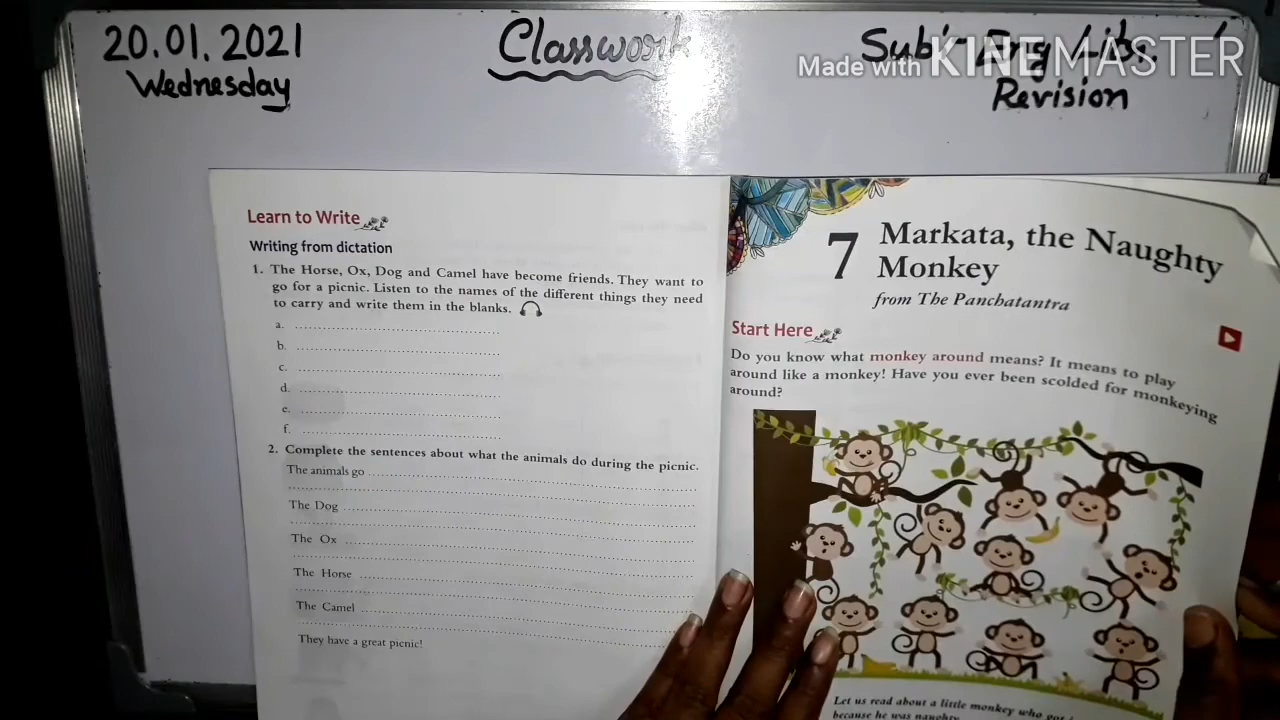 20.01.2021
Wednesday
Classwork
Sub:- Eng Litr.
Revision
Made with KINEMASTER
Learn to Write
Writing from dictation
1. The Horse, Ox, Dog and Camel have become friends. They want to
go for a picnic. Listen to the names of the different things they need
to carry and write them in the blanks.
a.
b.
c.
d.
e.
f.
2. Complete the sentences about what the animals do during the picnic.
The animals go
The Dog
The Ox
The Horse
The Camel
They have a great picnic!
7
Markata, the Naughty
Monkey
from The Panchatantra
Start Here
Do you know what monkey around means? It means to play
around like a monkey! Have you ever been scolded for monkeying
around?
Let us read about a little monkey who got
because he was naughty